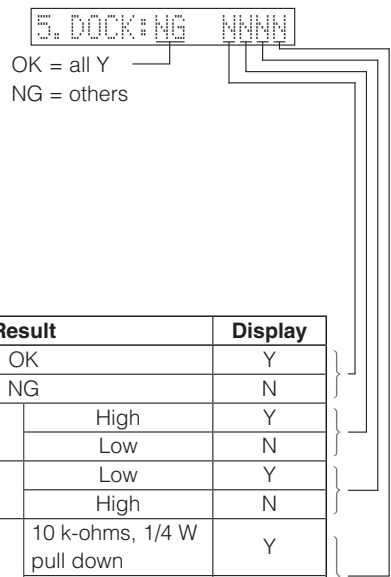 5. DOCK:NG NNNN
OK = all Y
NG = others
Result Display
OK Y
NG N
High Y
Low N
Low Y
High N
10 k-ohms, 1/4 W
pull down Y